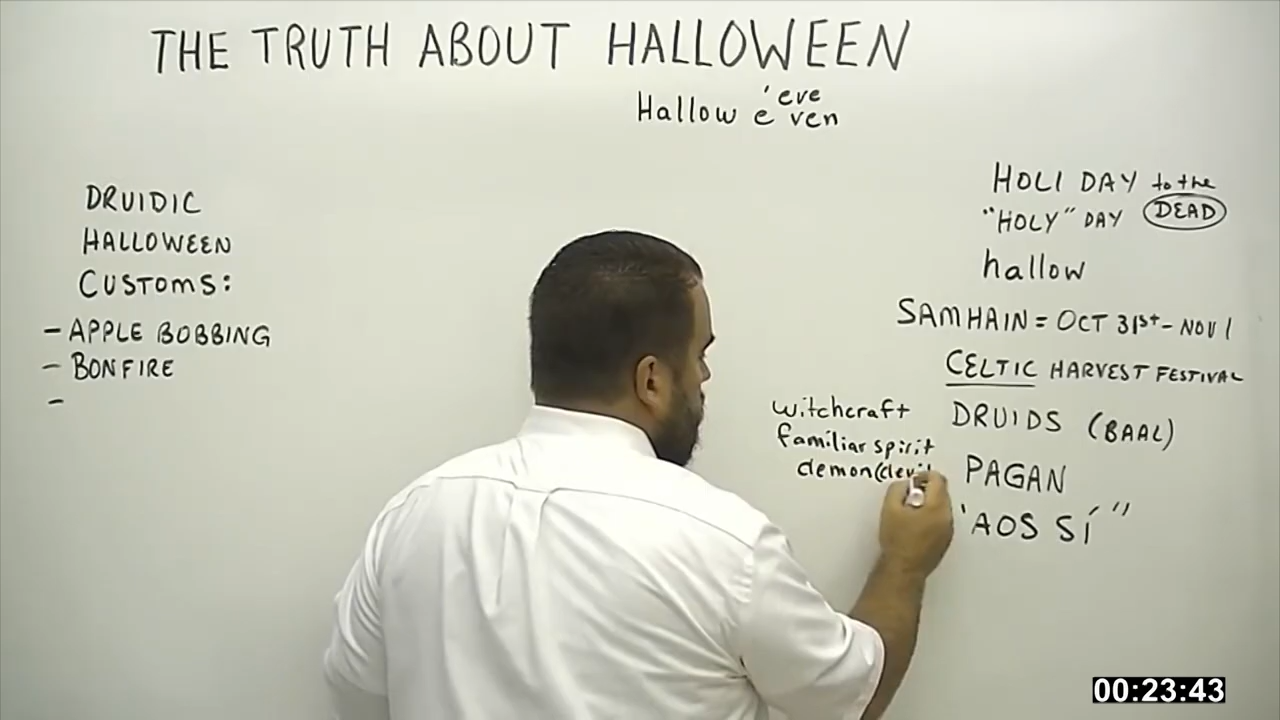 THE TRUTH ABOUT HALLOWEEN
'eve
Hallow e ven
DRUIDIC
HALLOWEEN
CUSTOMS:
- APPLE BOBBING
- BONFIRE
-
HOLI DAY to the
"HOLY" DAY DEAD
hallow
SAMHAIN = OCT 31st - NOV 1
CELTIC HARVEST FESTIVAL
DRUIDS (BAAL)
PAGAN
"AOS SÍ"
witchcraft
familiar spirit
demon(devil
00:23:43